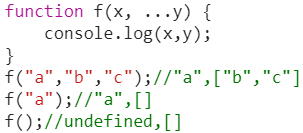 function f(x, ...y) {
    console.log(x,y);
}
f("a","b","c");//"a",["b","c"]
f("a");//"a",[]
f();//undefined,[]